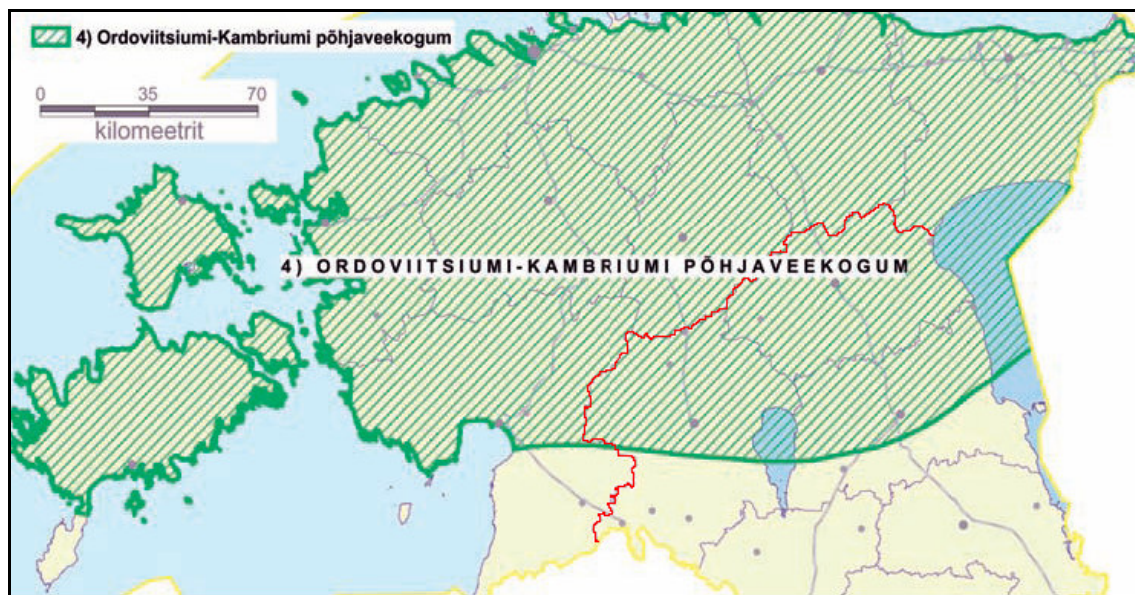 4) Ordoviitsiumi-Kambriumi põhjaveekogum
0 35 70
kilomeetrit
4) ORDOVIITSIUMI-KAMBRIUMI PÕHJAVEEKOGUM